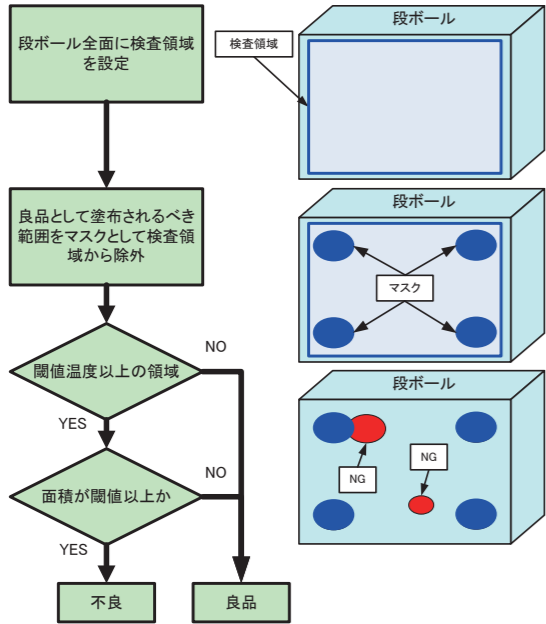 段ボール全面に検査領域
を設定
良品として塗布されるべき
範囲をマスクとして検査領
域から除外
閾値温度以上の領域
NO
YES
面積が閾値以上か
NO
YES
不良
良品
段ボール
検査領域
段ボール
マスク
段ボール
NG
NG